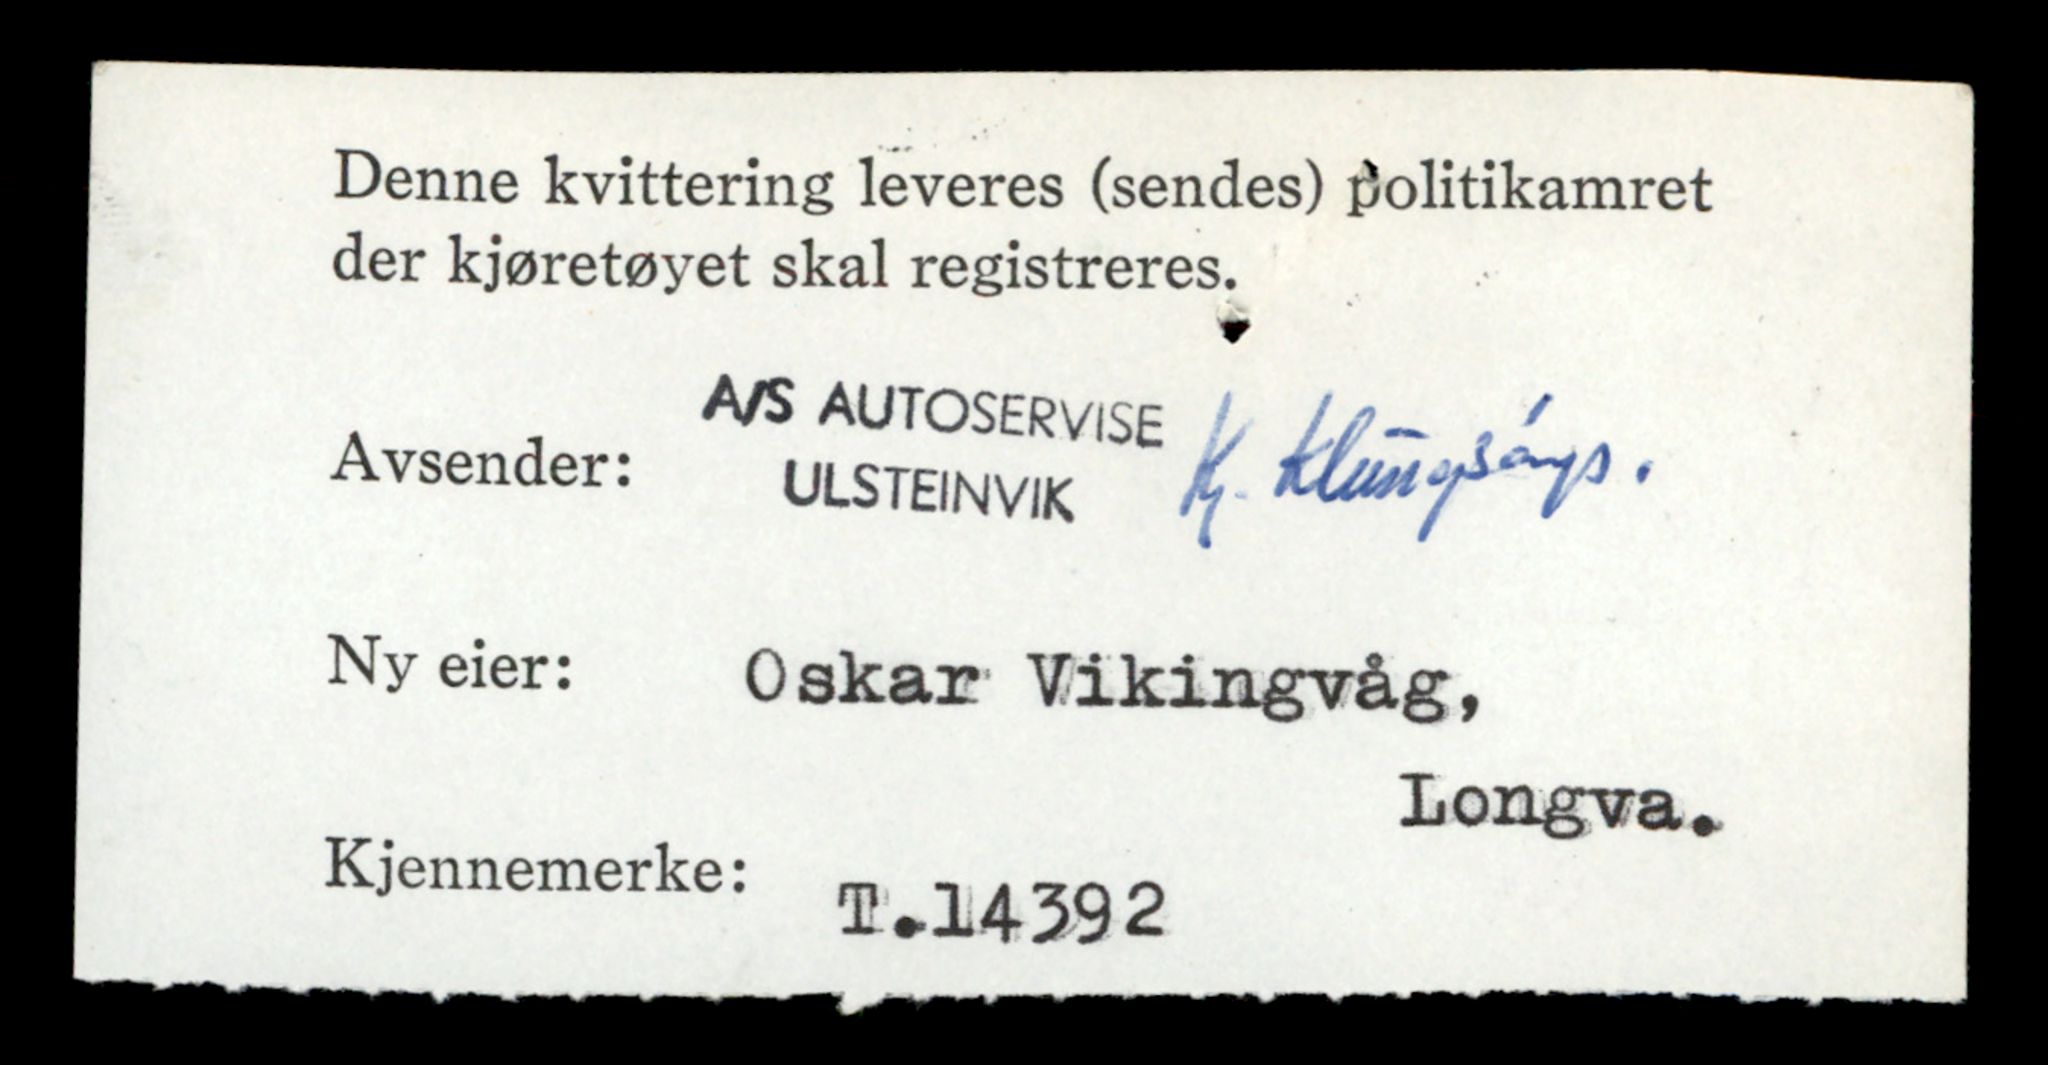 Denne kvittering leveres (sendes) politikamret
der kjøretøyet skal registreres.
A/S AUTOSERVISE
Avsender: ULSTEINVIK K.
Ny eier: Oskar Vikingvåg,
Longva.
Kjennemerke: T.14392